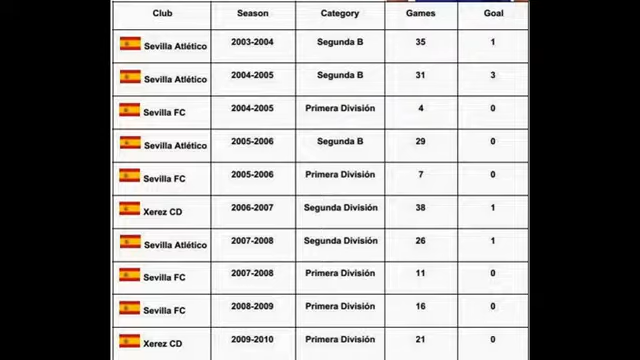 Club Season Category Games Goal
Sevilla Atlético 2003-2004 Segunda B 35 1
Sevilla Atlético 2004-2005 Segunda B 31 3
Sevilla FC 2004-2005 Primera División 4 0
Sevilla Atlético 2005-2006 Segunda B 29 0
Sevilla FC 2005-2006 Primera División 7 0
Xerez CD 2006-2007 Segunda División 38 1
Sevilla Atlético 2007-2008 Segunda División 26 1
Sevilla FC 2007-2008 Primera División 11 0
Sevilla FC 2008-2009 Primera División 16 0
Xerez CD 2009-2010 Primera División 21 0